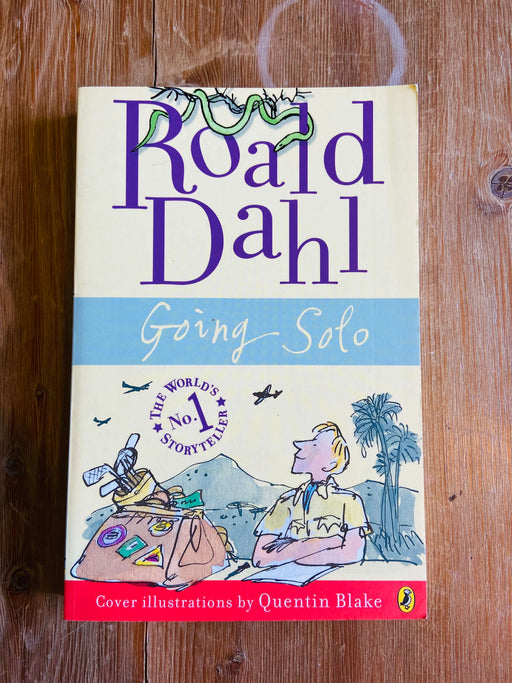 Roald
Dahl
Going Solo
THE WORLD'S
No.1
STORYTELLER
Cover illustrations by Quentin Blake